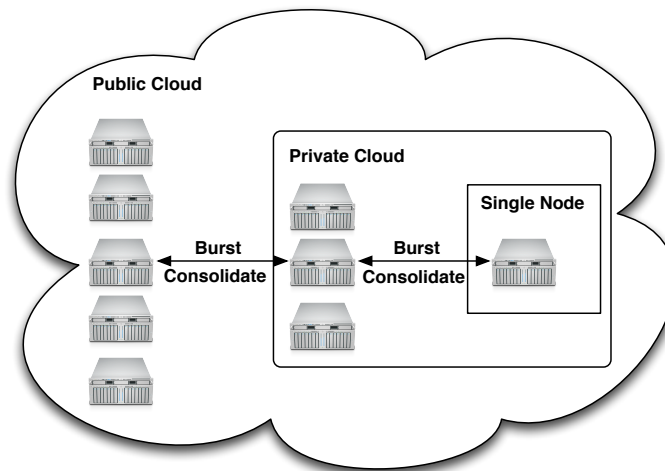 Public Cloud
Private Cloud
Single Node
Burst
Consolidate
Burst
Consolidate